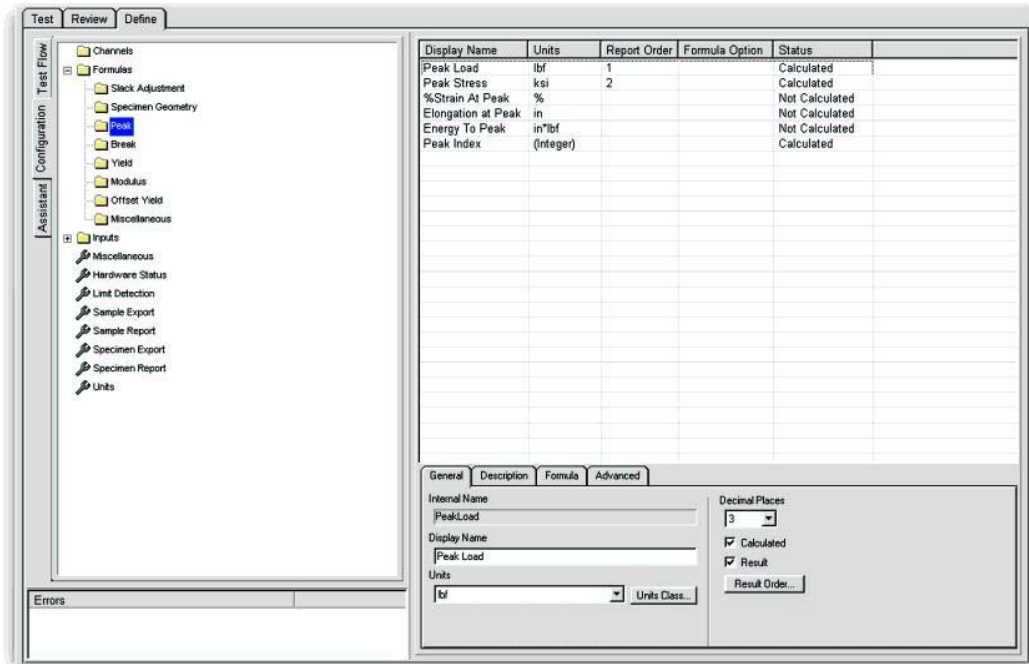 Test Review Define
Test Flow
Configuration
Assistant
Channels
Formulas
Slack Adjustment
Specimen Geometry
Peak
Break
Yield
Modulus
Offset Yield
Miscellaneous
Inputs
Miscellaneous
Hardware Status
Limit Detection
Sample Export
Sample Report
Specimen Export
Specimen Report
Units
Errors
Display Name Units Report Order Formula Option Status
Peak Load lbf 1 Calculated
Peak Stress ksi 2 Calculated
%Strain At Peak % Not Calculated
Elongation at Peak in Not Calculated
Energy To Peak in*lbf Not Calculated
Peak Index (Integer) Calculated
General Description Formula Advanced
Internal Name
PeakLoad
Display Name
Peak Load
Units
lbf Units Class...
Decimal Places
3
Calculated
Result
Result Order...